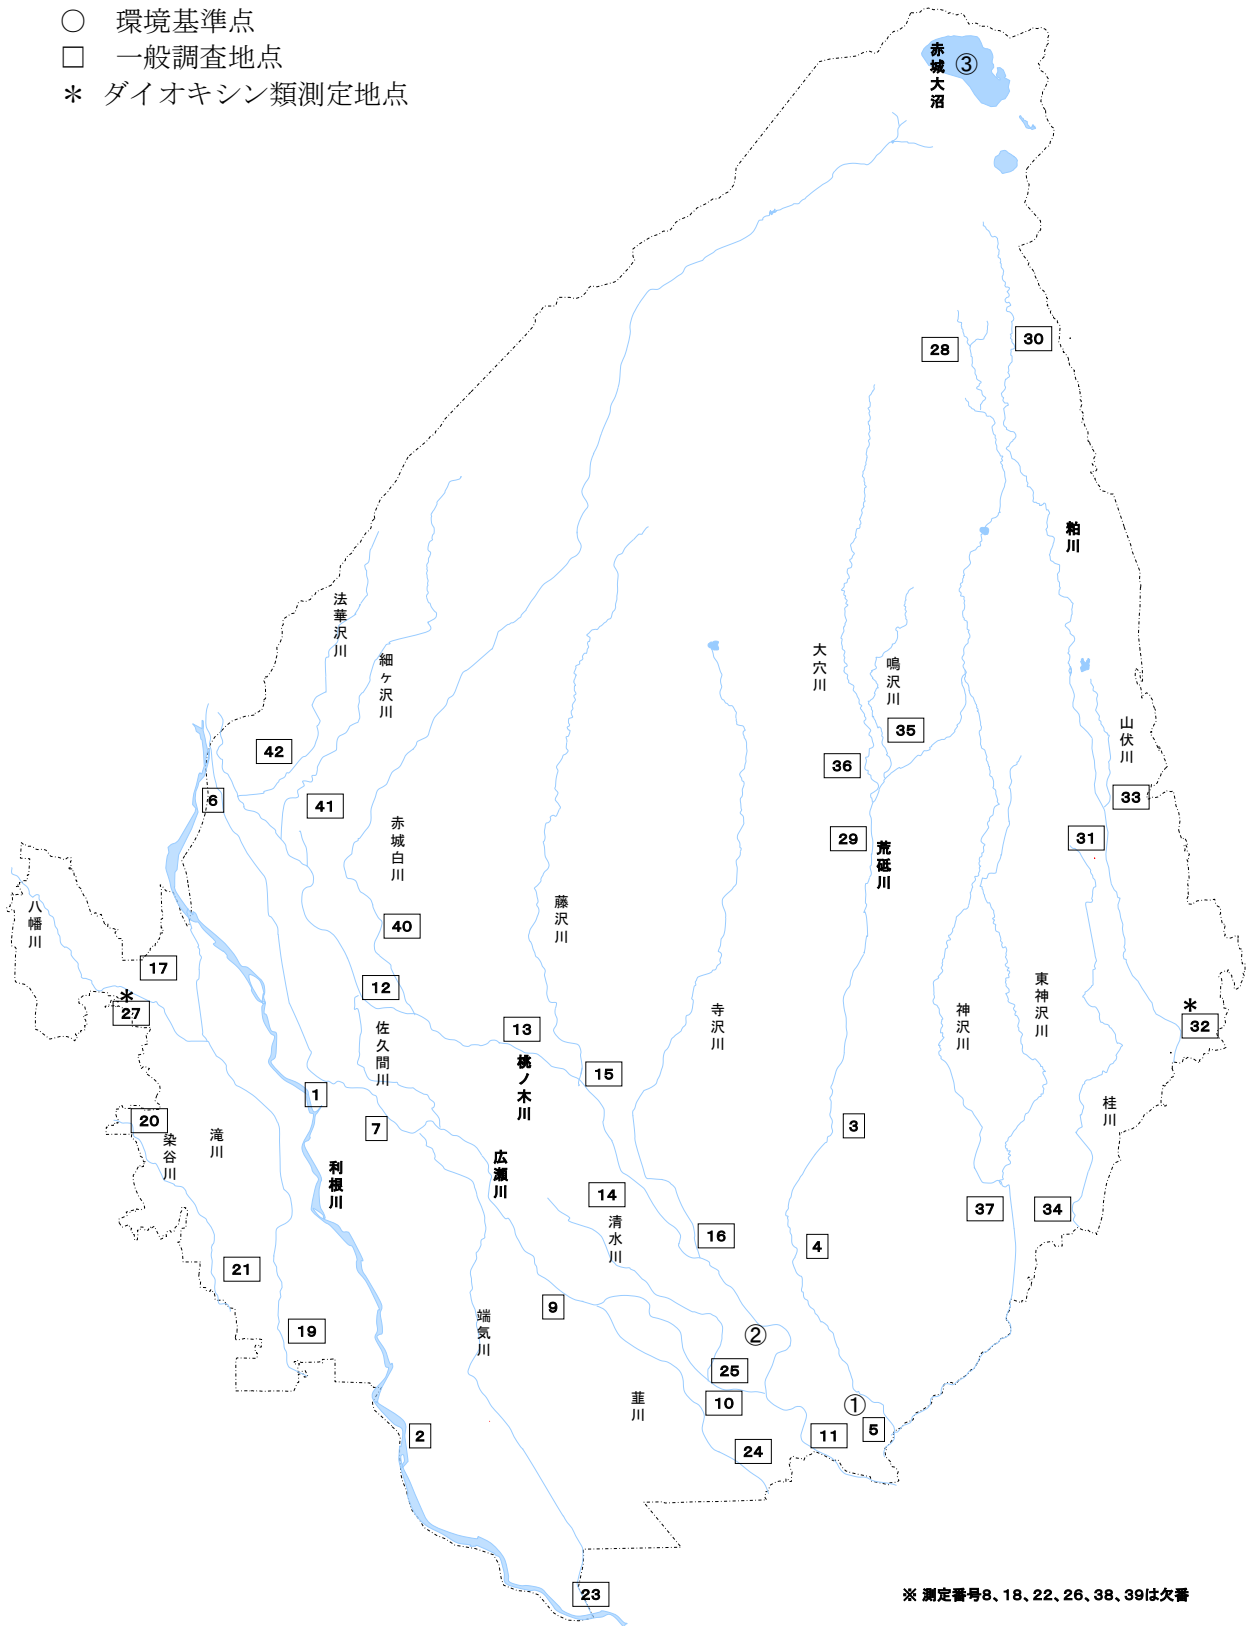 ○ 環境基準点
□ 一般調査地点
＊ ダイオキシン類測定地点
赤城大沼
③
30
28
粕川
法華沢川
細ヶ沢川
大穴川
鳴沢川
35
山伏川
42
36
33
6
41
29
31
赤城白川
荒砥川
藤沢川
八幡川
40
17
12
＊
27
東神沢川
神沢川
寺沢川
＊
32
13
佐久間川
桃ノ木川
15
1
桂川
20
7
3
染谷川
滝川
利根川
広瀬川
14
清水川
37
34
16
4
21
9
19
端気川
②
25
韮川
10
①
5
2
11
24
23
※ 測定番号8、18、22、26、38、39は欠番